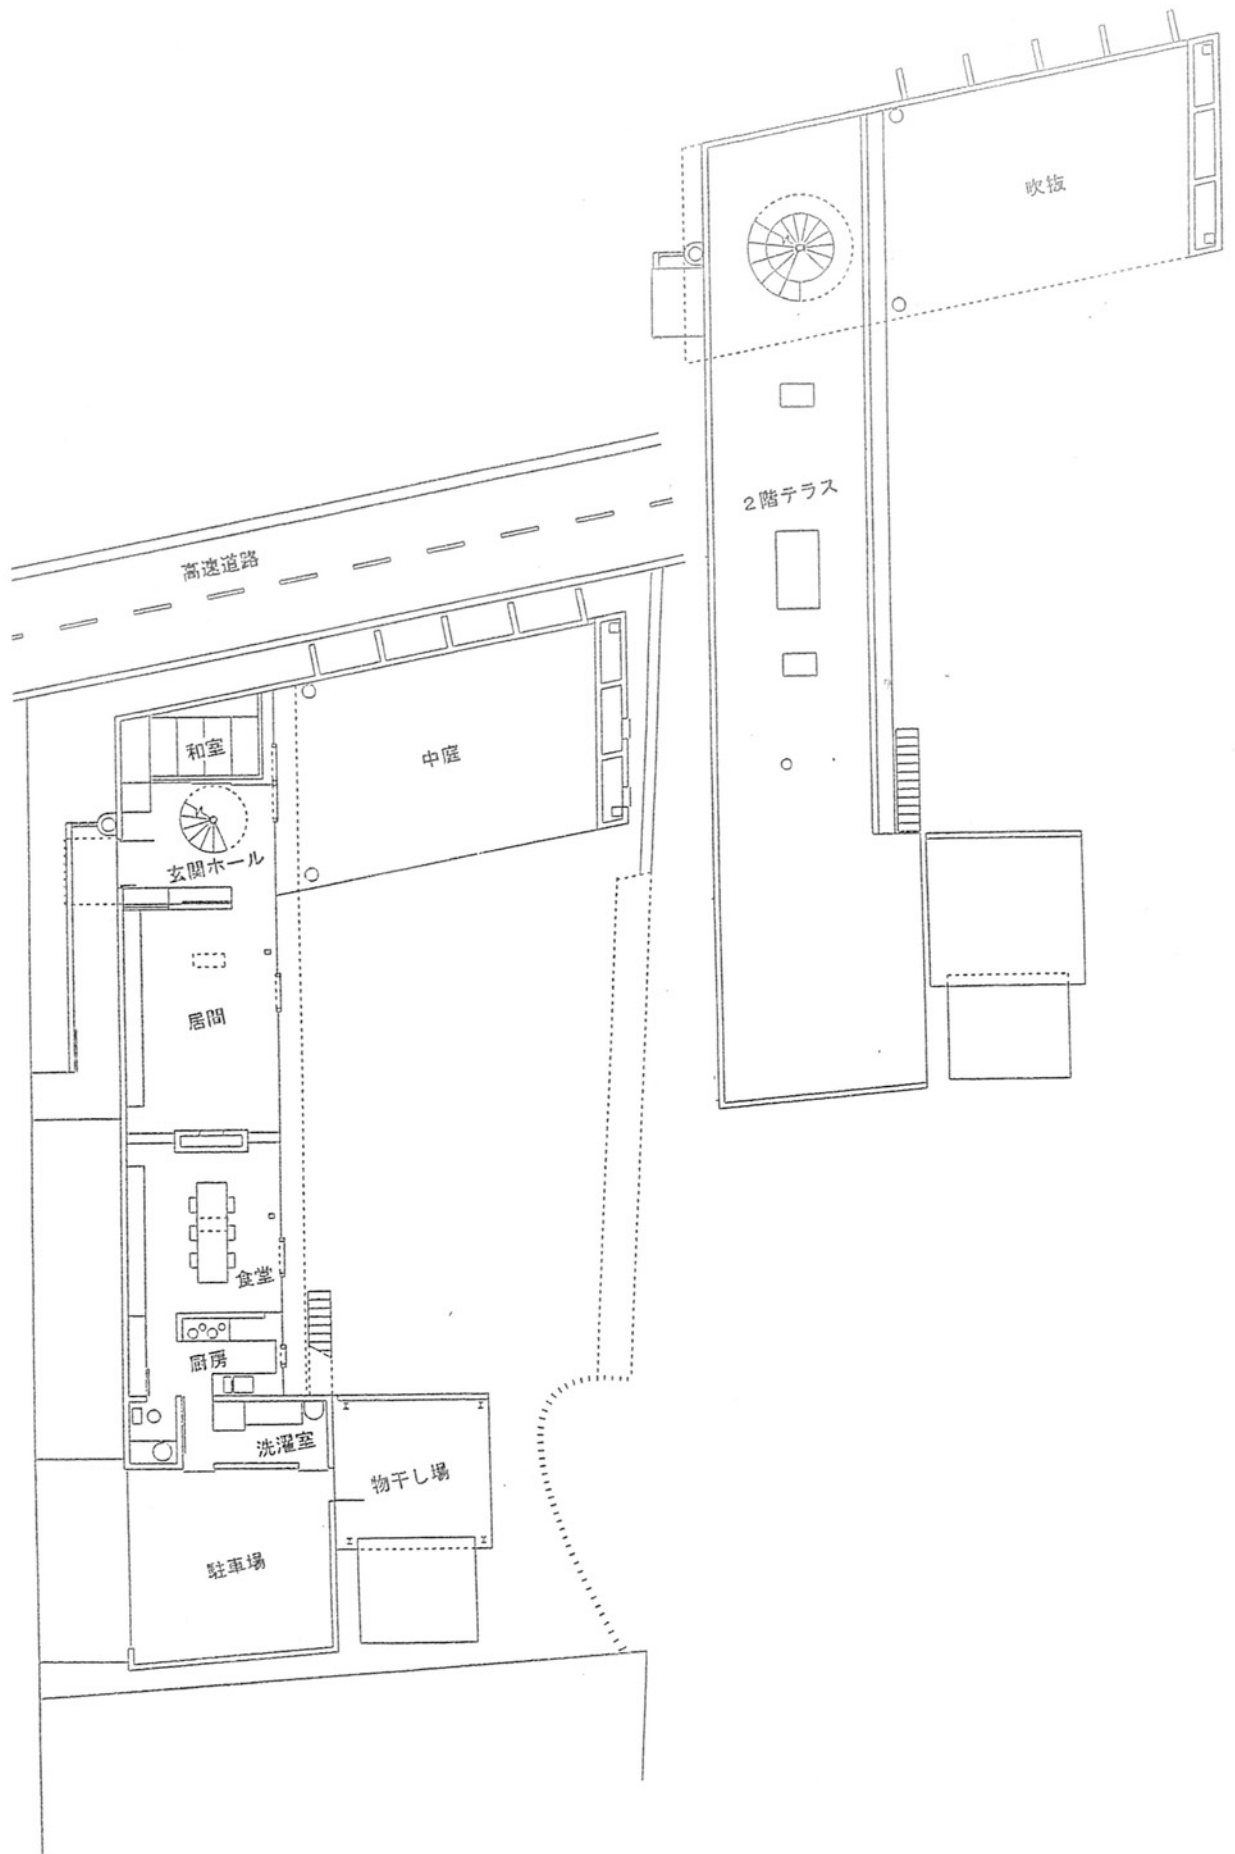 吹抜
2階テラス
高速道路
和室
中庭
玄関ホール
居間
食堂
厨房
洗濯室
物干し場
駐車場